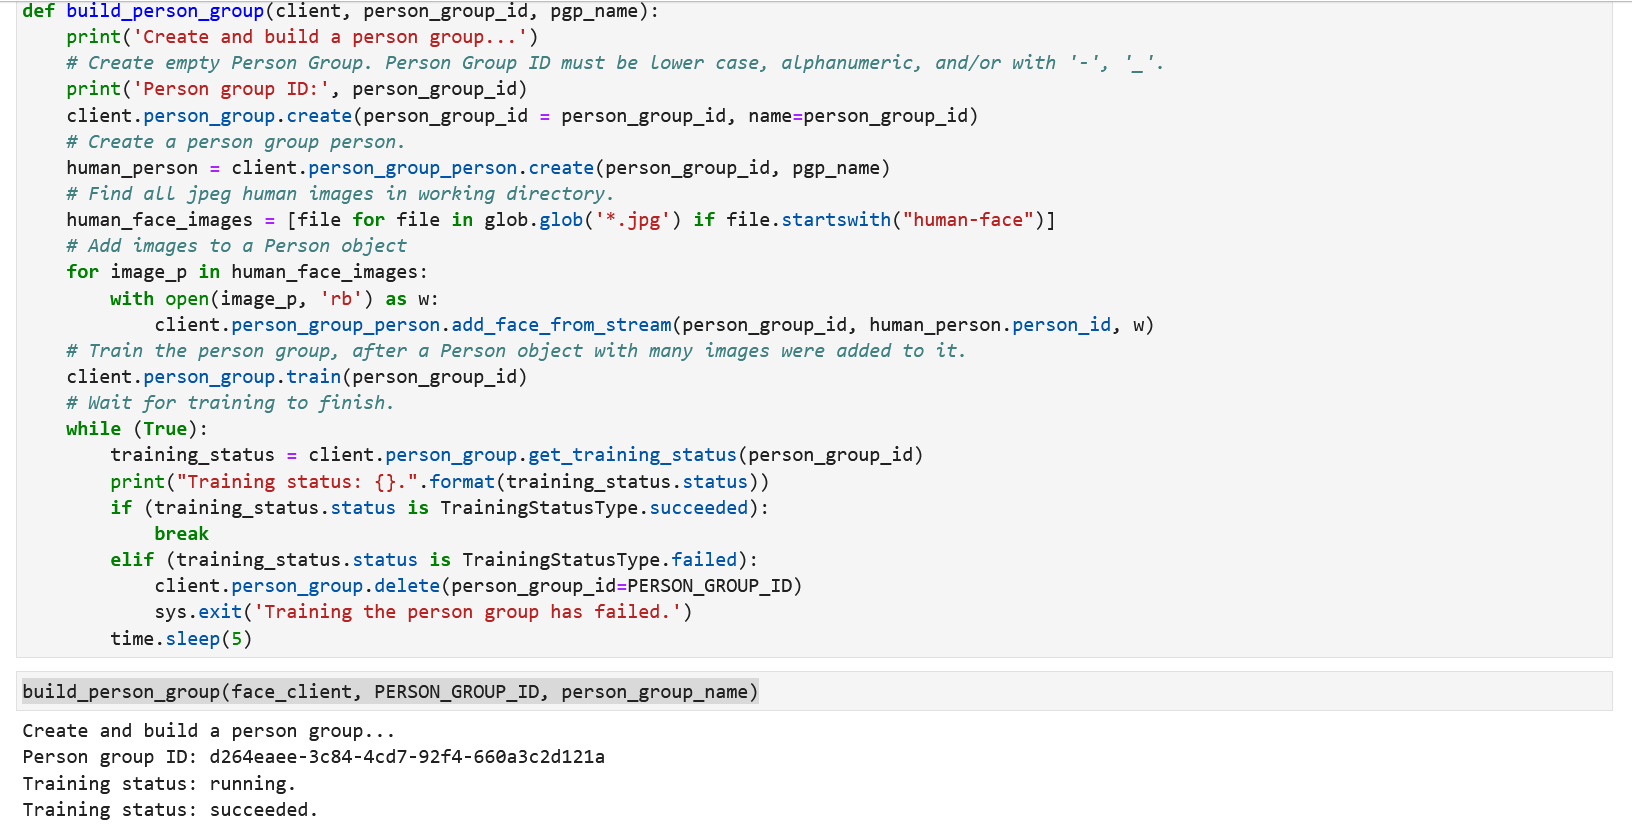 def build_person_group(client, person_group_id, pgp_name):
    print('Create and build a person group...')
    # Create empty Person Group. Person Group ID must be lower case, alphanumeric, and/or with '-', '_'.
    print('Person group ID:', person_group_id)
    client.person_group.create(person_group_id = person_group_id, name=person_group_id)
    # Create a person group person.
    human_person = client.person_group_person.create(person_group_id, pgp_name)
    # Find all jpeg human images in working directory.
    human_face_images = [file for file in glob.glob('*.jpg') if file.startswith("human-face")]
    # Add images to a Person object
    for image_p in human_face_images:
        with open(image_p, 'rb') as w:
            client.person_group_person.add_face_from_stream(person_group_id, human_person.person_id, w)
    # Train the person group, after a Person object with many images were added to it.
    client.person_group.train(person_group_id)
    # Wait for training to finish.
    while (True):
        training_status = client.person_group.get_training_status(person_group_id)
        print("Training status: {}.".format(training_status.status))
        if (training_status.status is TrainingStatusType.succeeded):
            break
        elif (training_status.status is TrainingStatusType.failed):
            client.person_group.delete(person_group_id=PERSON_GROUP_ID)
            sys.exit('Training the person group has failed.')
        time.sleep(5)
build_person_group(face_client, PERSON_GROUP_ID, person_group_name)
Create and build a person group...
Person group ID: d264eaee-3c84-4cd7-92f4-660a3c2d121a
Training status: running.
Training status: succeeded.